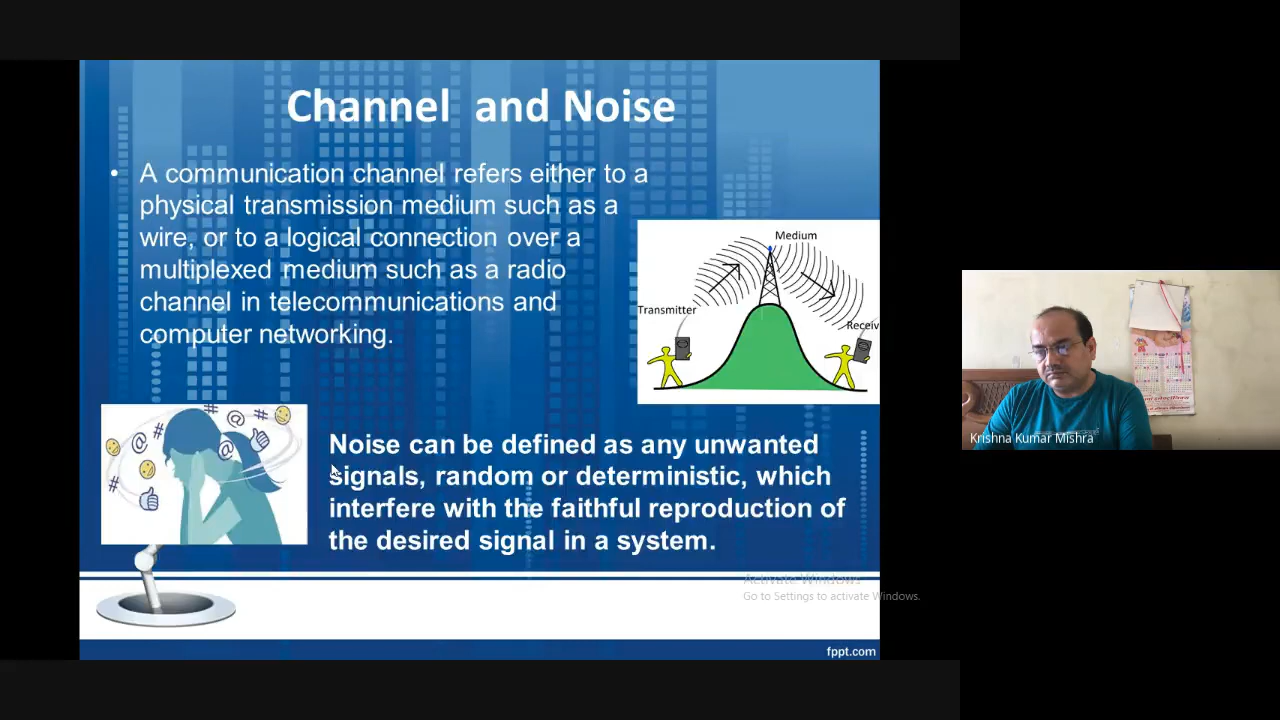 Channel and Noise
• A communication channel refers either to a
physical transmission medium such as a
wire, or to a logical connection over a
multiplexed medium such as a radio
channel in telecommunications and
computer networking.
Medium
Transmitter
Receiv
Noise can be defined as any unwanted
signals, random or deterministic, which
interfere with the faithful reproduction of
the desired signal in a system.
Activate Windows
Go to Settings to activate Windows.
fppt.com
Krishna Kumar Mishra